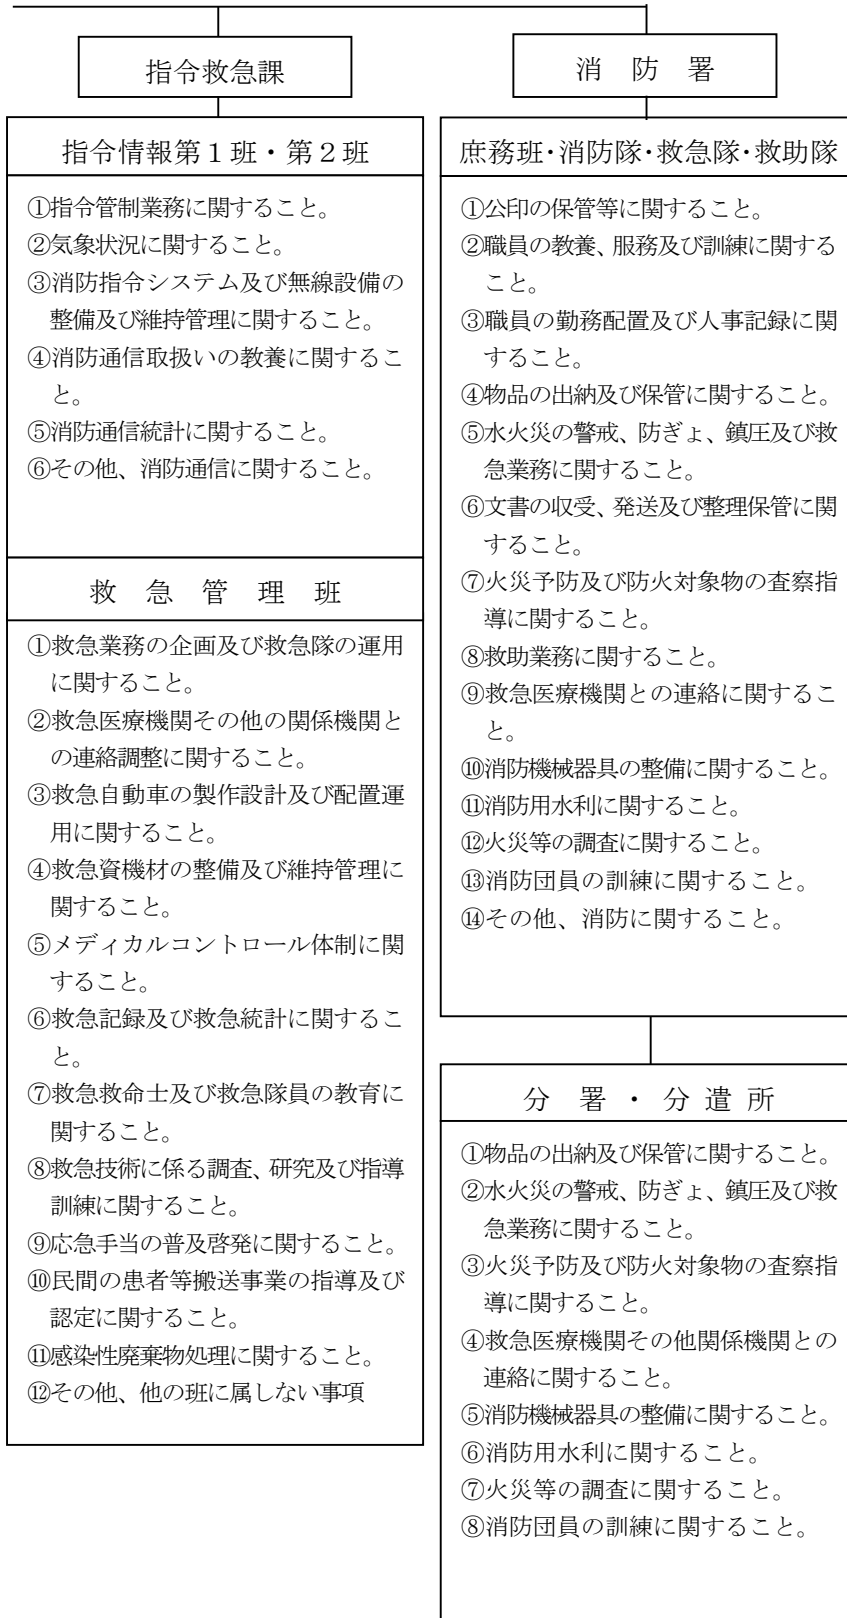 指令救急課
指令情報第1班・第2班
①指令管制業務に関すること。
②気象状況に関すること。
③消防指令システム及び無線設備の
整備及び維持管理に関すること。
④消防通信取扱いの教養に関するこ
と。
⑤消防通信統計に関すること。
⑥その他、消防通信に関すること。
救急管理班
①救急業務の企画及び救急隊の運用
に関すること。
②救急医療機関その他の関係機関と
の連絡調整に関すること。
③救急自動車の製作設計及び配置運
用に関すること。
④救急資機材の整備及び維持管理に
関すること。
⑤メディカルコントロール体制に関
すること。
⑥救急記録及び救急統計に関するこ
と。
⑦救急救命士及び救急隊員の教育に
関すること。
⑧救急技術に係る調査、研究及び指導
訓練に関すること。
⑨応急手当の普及啓発に関すること。
⑩民間の患者等搬送事業の指導及び
認定に関すること。
⑪感染性廃棄物処理に関すること。
⑫その他、他の班に属しない事項
消防署
庶務班・消防隊・救急隊・救助隊
①公印の保管等に関すること。
②職員の教養、服務及び訓練に関する
こと。
③職員の勤務配置及び人事記録に関
すること。
④物品の出納及び保管に関すること。
⑤水火災の警戒、防ぎょ、鎮圧及び救
急業務に関すること。
⑥文書の収受、発送及び整理保管に関
すること。
⑦火災予防及び防火対象物の査察指
導に関すること。
⑧救助業務に関すること。
⑨救急医療機関との連絡に関するこ
と。
⑩消防機械器具の整備に関すること。
⑪消防用水利に関すること。
⑫火災等の調査に関すること。
⑬消防団員の訓練に関すること。
⑭その他、消防に関すること。
分署・分遣所
①物品の出納及び保管に関すること。
②水火災の警戒、防ぎょ、鎮圧及び救
急業務に関すること。
③火災予防及び防火対象物の査察指
導に関すること。
④救急医療機関その他関係機関との
連絡に関すること。
⑤消防機械器具の整備に関すること。
⑥消防用水利に関すること。
⑦火災等の調査に関すること。
⑧消防団員の訓練に関すること。